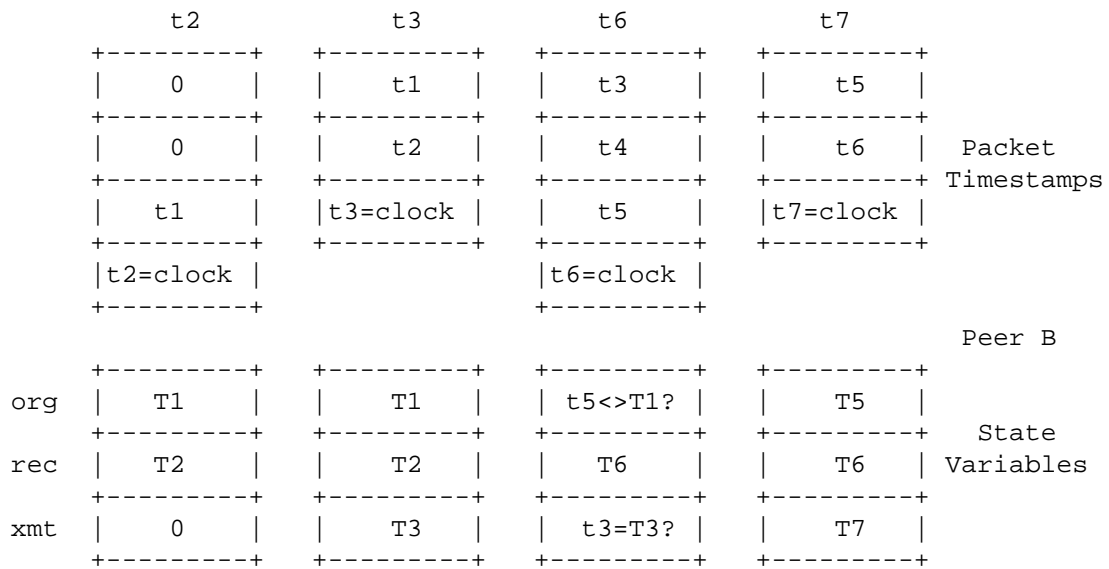 t2 t3 t6 t7
+---------+ +---------+ +---------+ +---------+
| 0 | | t1 | | t3 | | t5 |
+---------+ +---------+ +---------+ +---------+
| 0 | | t2 | | t4 | | t6 | Packet
+---------+ +---------+ +---------+ +---------+ Timestamps
| t1 | |t3=clock | | t5 | |t7=clock |
+---------+ +---------+ +---------+ +---------+
|t2=clock | |t6=clock |
+---------+ +---------+
Peer B
+---------+ +---------+ +---------+ +---------+
org | T1 | | T1 | | t5<>T1? | | T5 |
+---------+ +---------+ +---------+ +---------+ State
rec | T2 | | T2 | | T6 | | T6 | Variables
+---------+ +---------+ +---------+ +---------+
xmt | 0 | | T3 | | t3=T3? | | T7 |
+---------+ +---------+ +---------+ +---------+